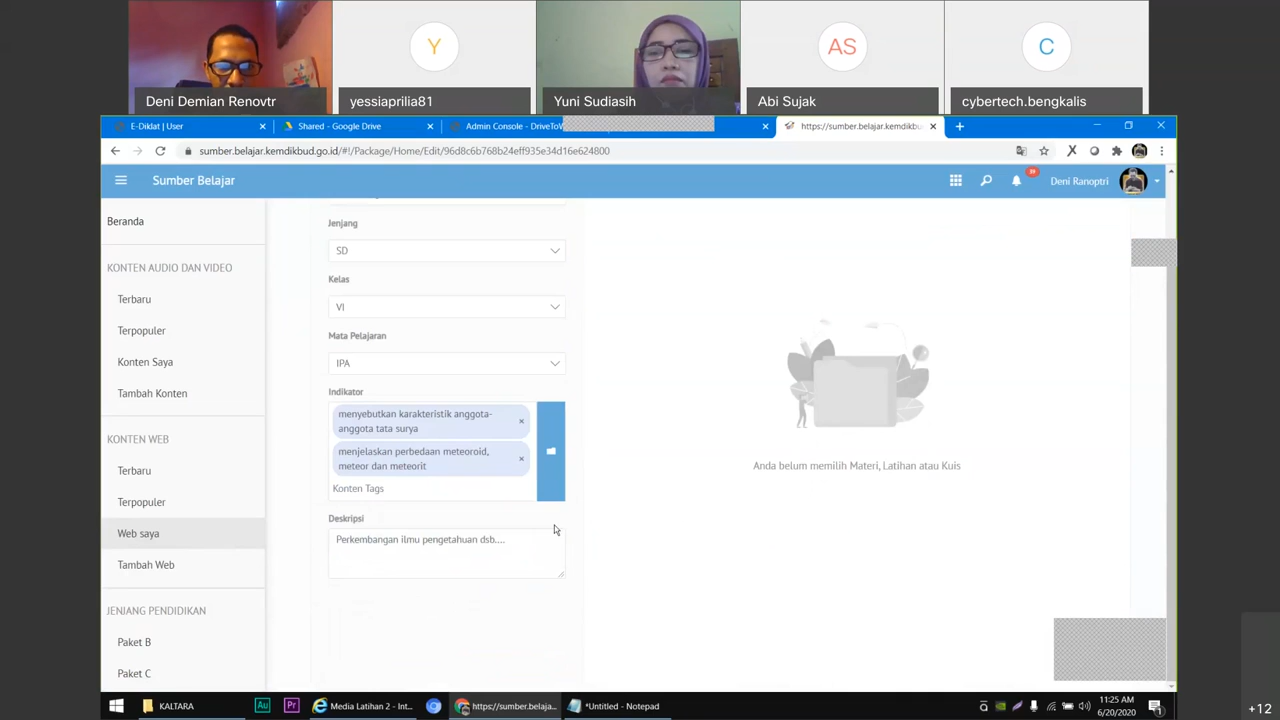 Y
AS
C
Deni Demian Renovtr
yessiaprilia81
Yuni Sudiasih
Abi Sujak
cybertech.bengkalis
E-Diklat | User
Shared - Google Drive
Admin Console - DriveToW
https://sumber.belajar.kemdikbu
https://sumber.belajar.kemdikbud.go.id/#!/Package/Home/Edit/96d8c6b768b24eff935e34d16e624800
Sumber Belajar
Deni Ranoptri
Beranda
KONTEN AUDIO DAN VIDEO
Terbaru
Terpopuler
Konten Saya
Tambah Konten
KONTEN WEB
Terbaru
Terpopuler
Web saya
Tambah Web
JENJANG PENDIDIKAN
Paket B
Paket C
Jenjang
SD
Kelas
VI
Mata Pelajaran
IPA
Indikator
menyebutkan karakteristik anggota-
anggota tata surya
menjelaskan perbedaan meteoroid,
meteor dan meteorit
Konten Tags
Deskripsi
Perkembangan ilmu pengetahuan dsb....
Anda belum memilih Materi, Latihan atau Kuis
KALTARA
Au
Pr
Media Latihan 2 - Int...
https://sumber.belaja...
*Untitled - Notepad
11:25 AM
6/20/2020
+12